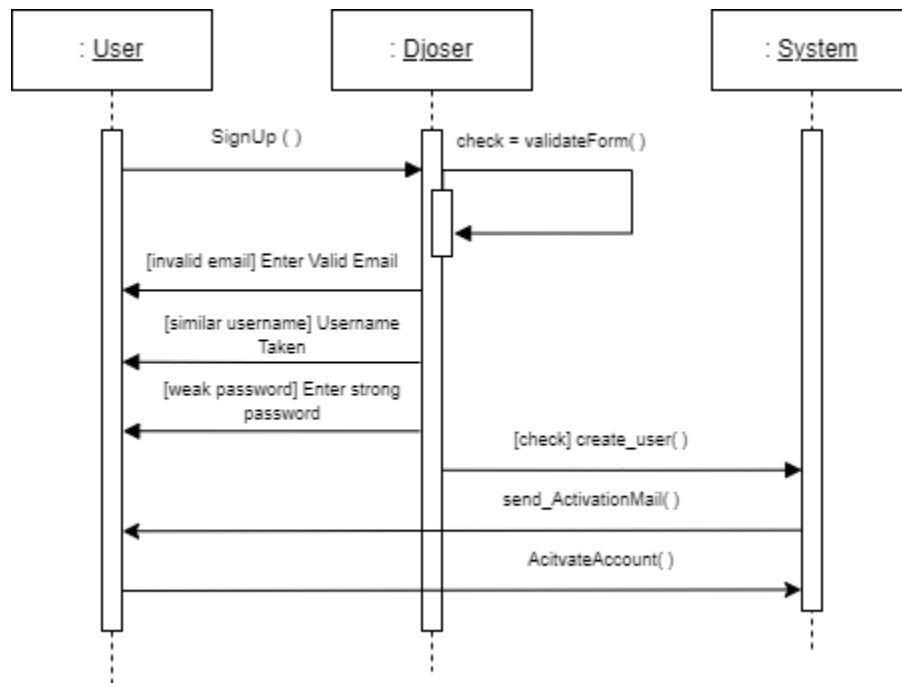 : User
: Djoser
: System
SignUp ( )
check = validateForm( )
[invalid email] Enter Valid Email
[similar username] Username
Taken
[weak password] Enter strong
password
[check] create_user( )
send_ActivationMail( )
AcitvateAccount( )